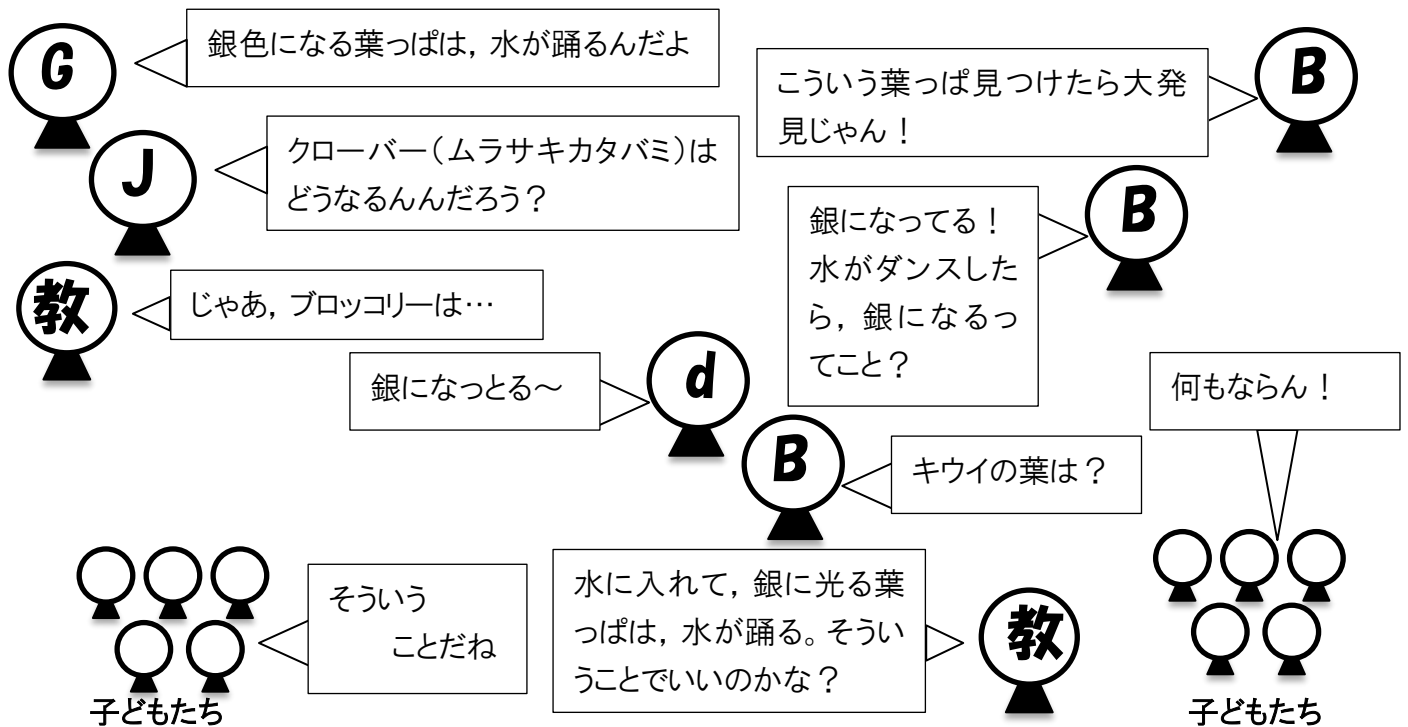 G
銀色になる葉っぱは，水が踊るんだよ
B
こういう葉っぱ見つけたら大発
見じゃん！
J
クローバー（ムラサキカタバミ）は
どうなるんんだろう？
B
銀になってる！
水がダンスした
ら，銀になるっ
てこと？
教
じゃあ，ブロッコリーは…
d
銀になっとる～
B
キウイの葉は？
何もならん！
子どもたち
教
水に入れて，銀に光る葉
っぱは，水が踊る。そうい
うことでいいのかな？
そういう
ことだね
子どもたち